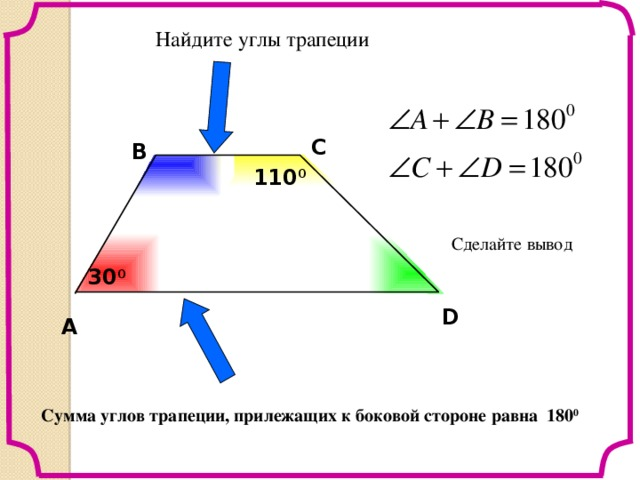 Найдите углы трапеции
∠A + ∠B = 180⁰
B
C
∠C + ∠D = 180⁰
110⁰
Сделайте вывод
30⁰
A
D
Сумма углов трапеции, прилежащих к боковой стороне равна 180⁰